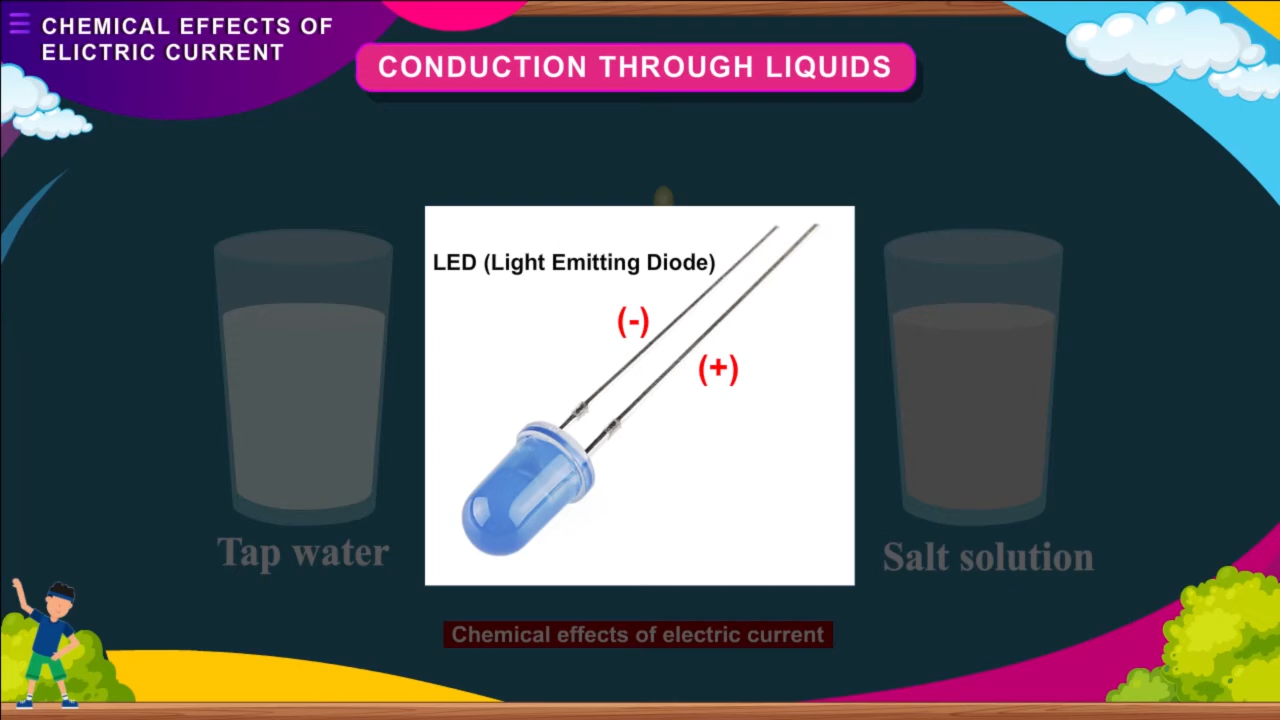 CHEMICAL EFFECTS OF
ELICTRIC CURRENT
CONDUCTION THROUGH LIQUIDS
LED (Light Emitting Diode)
(-)
(+)
Tap water
Salt solution
Chemical effects of electric current